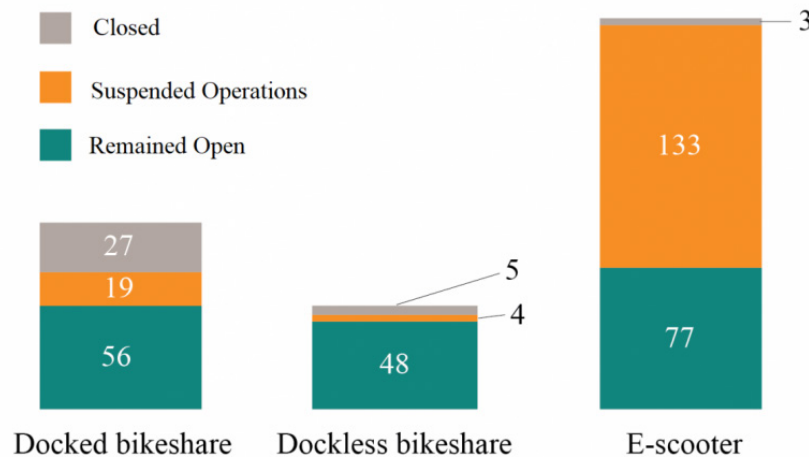 Closed
Suspended Operations
Remained Open
3
133
77
27
19
56
5
4
48
Docked bikeshare
Dockless bikeshare
E-scooter